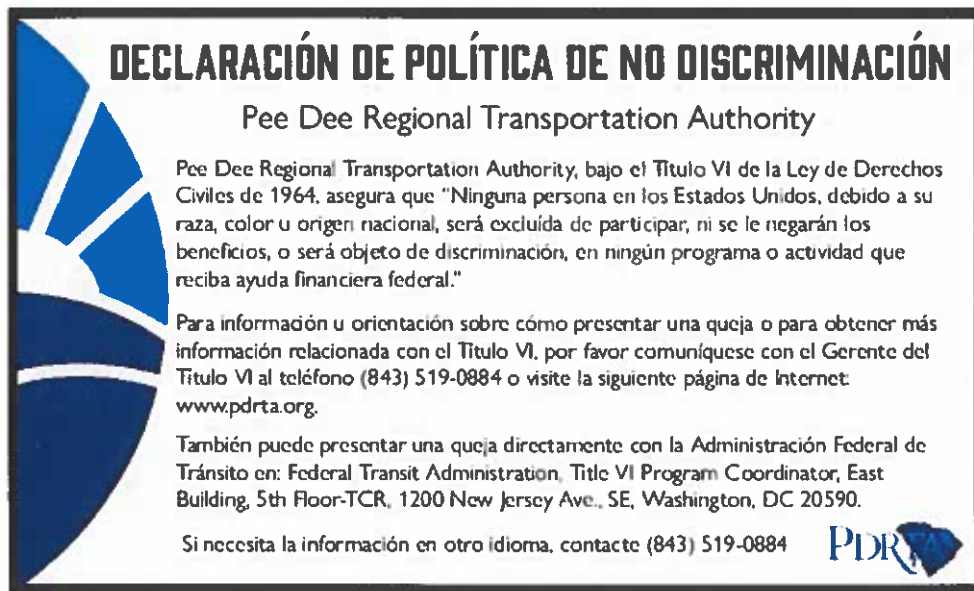 DECLARACIÓN DE POLÍTICA DE NO DISCRIMINACIÓN
Pee Dee Regional Transportation Authority
Pee Dee Regional Transportation Authority, bajo el Título VI de la Ley de Derechos
Civiles de 1964, asegura que "Ninguna persona en los Estados Unidos, debido a su
raza, color u origen nacional, será excluída de participar, ni se le negarán los
beneficios, o será objeto de discriminación, en ningún programa o actividad que
reciba ayuda financiera federal."
Para información u orientación sobre cómo presentar una queja o para obtener más
información relacionada con el Título VI, por favor comuníquese con el Gerente del
Título VI al teléfono (843) 519-0884 o visite la siguiente página de Internet:
www.pdrta.org.
También puede presentar una queja directamente con la Administración Federal de
Tránsito en: Federal Transit Administration, Title VI Program Coordinator, East
Building, 5th Floor-TCR, 1200 New Jersey Ave., SE, Washington, DC 20590.
Si necesita la información en otro idioma, contacte (843) 519-0884
PDRTA